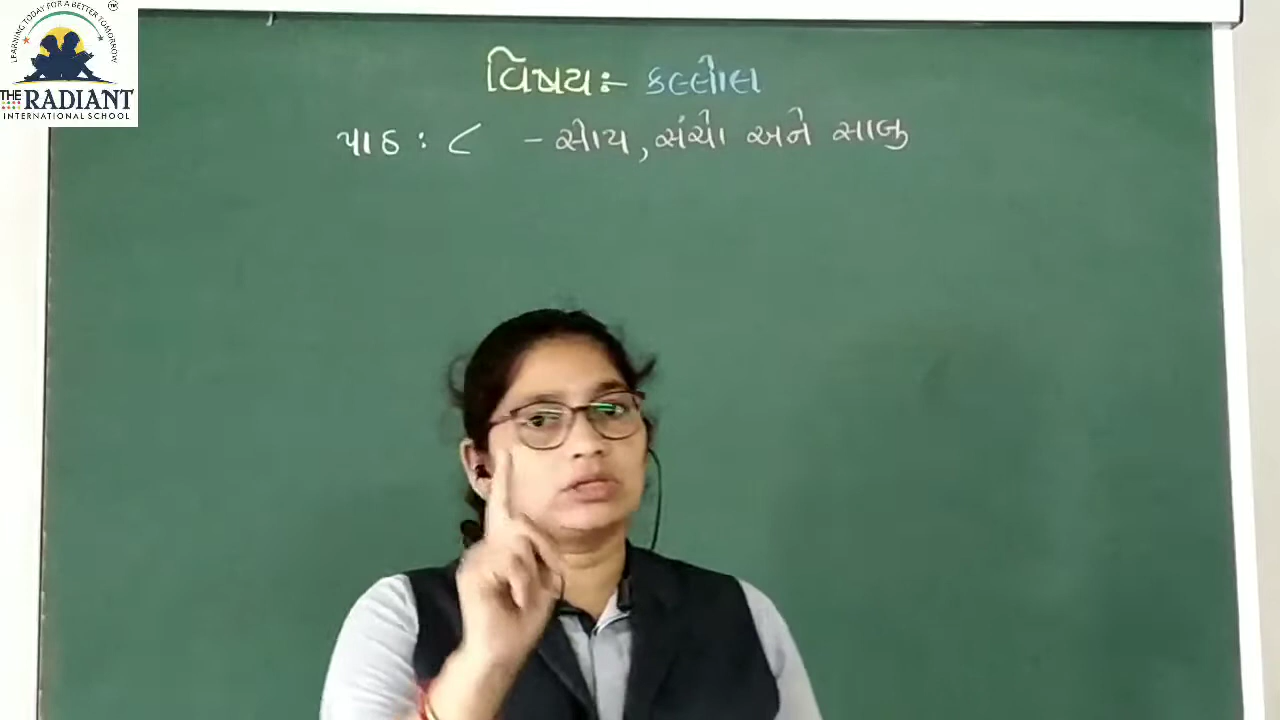 LEARNING TODAY FOR A BETTER TOMORROW
THE RADIANT
INTERNATIONAL SCHOOL
વિષય:- કલ્લોલ
પાઠ : ૮ - સોય, સંચો અને સાબુ